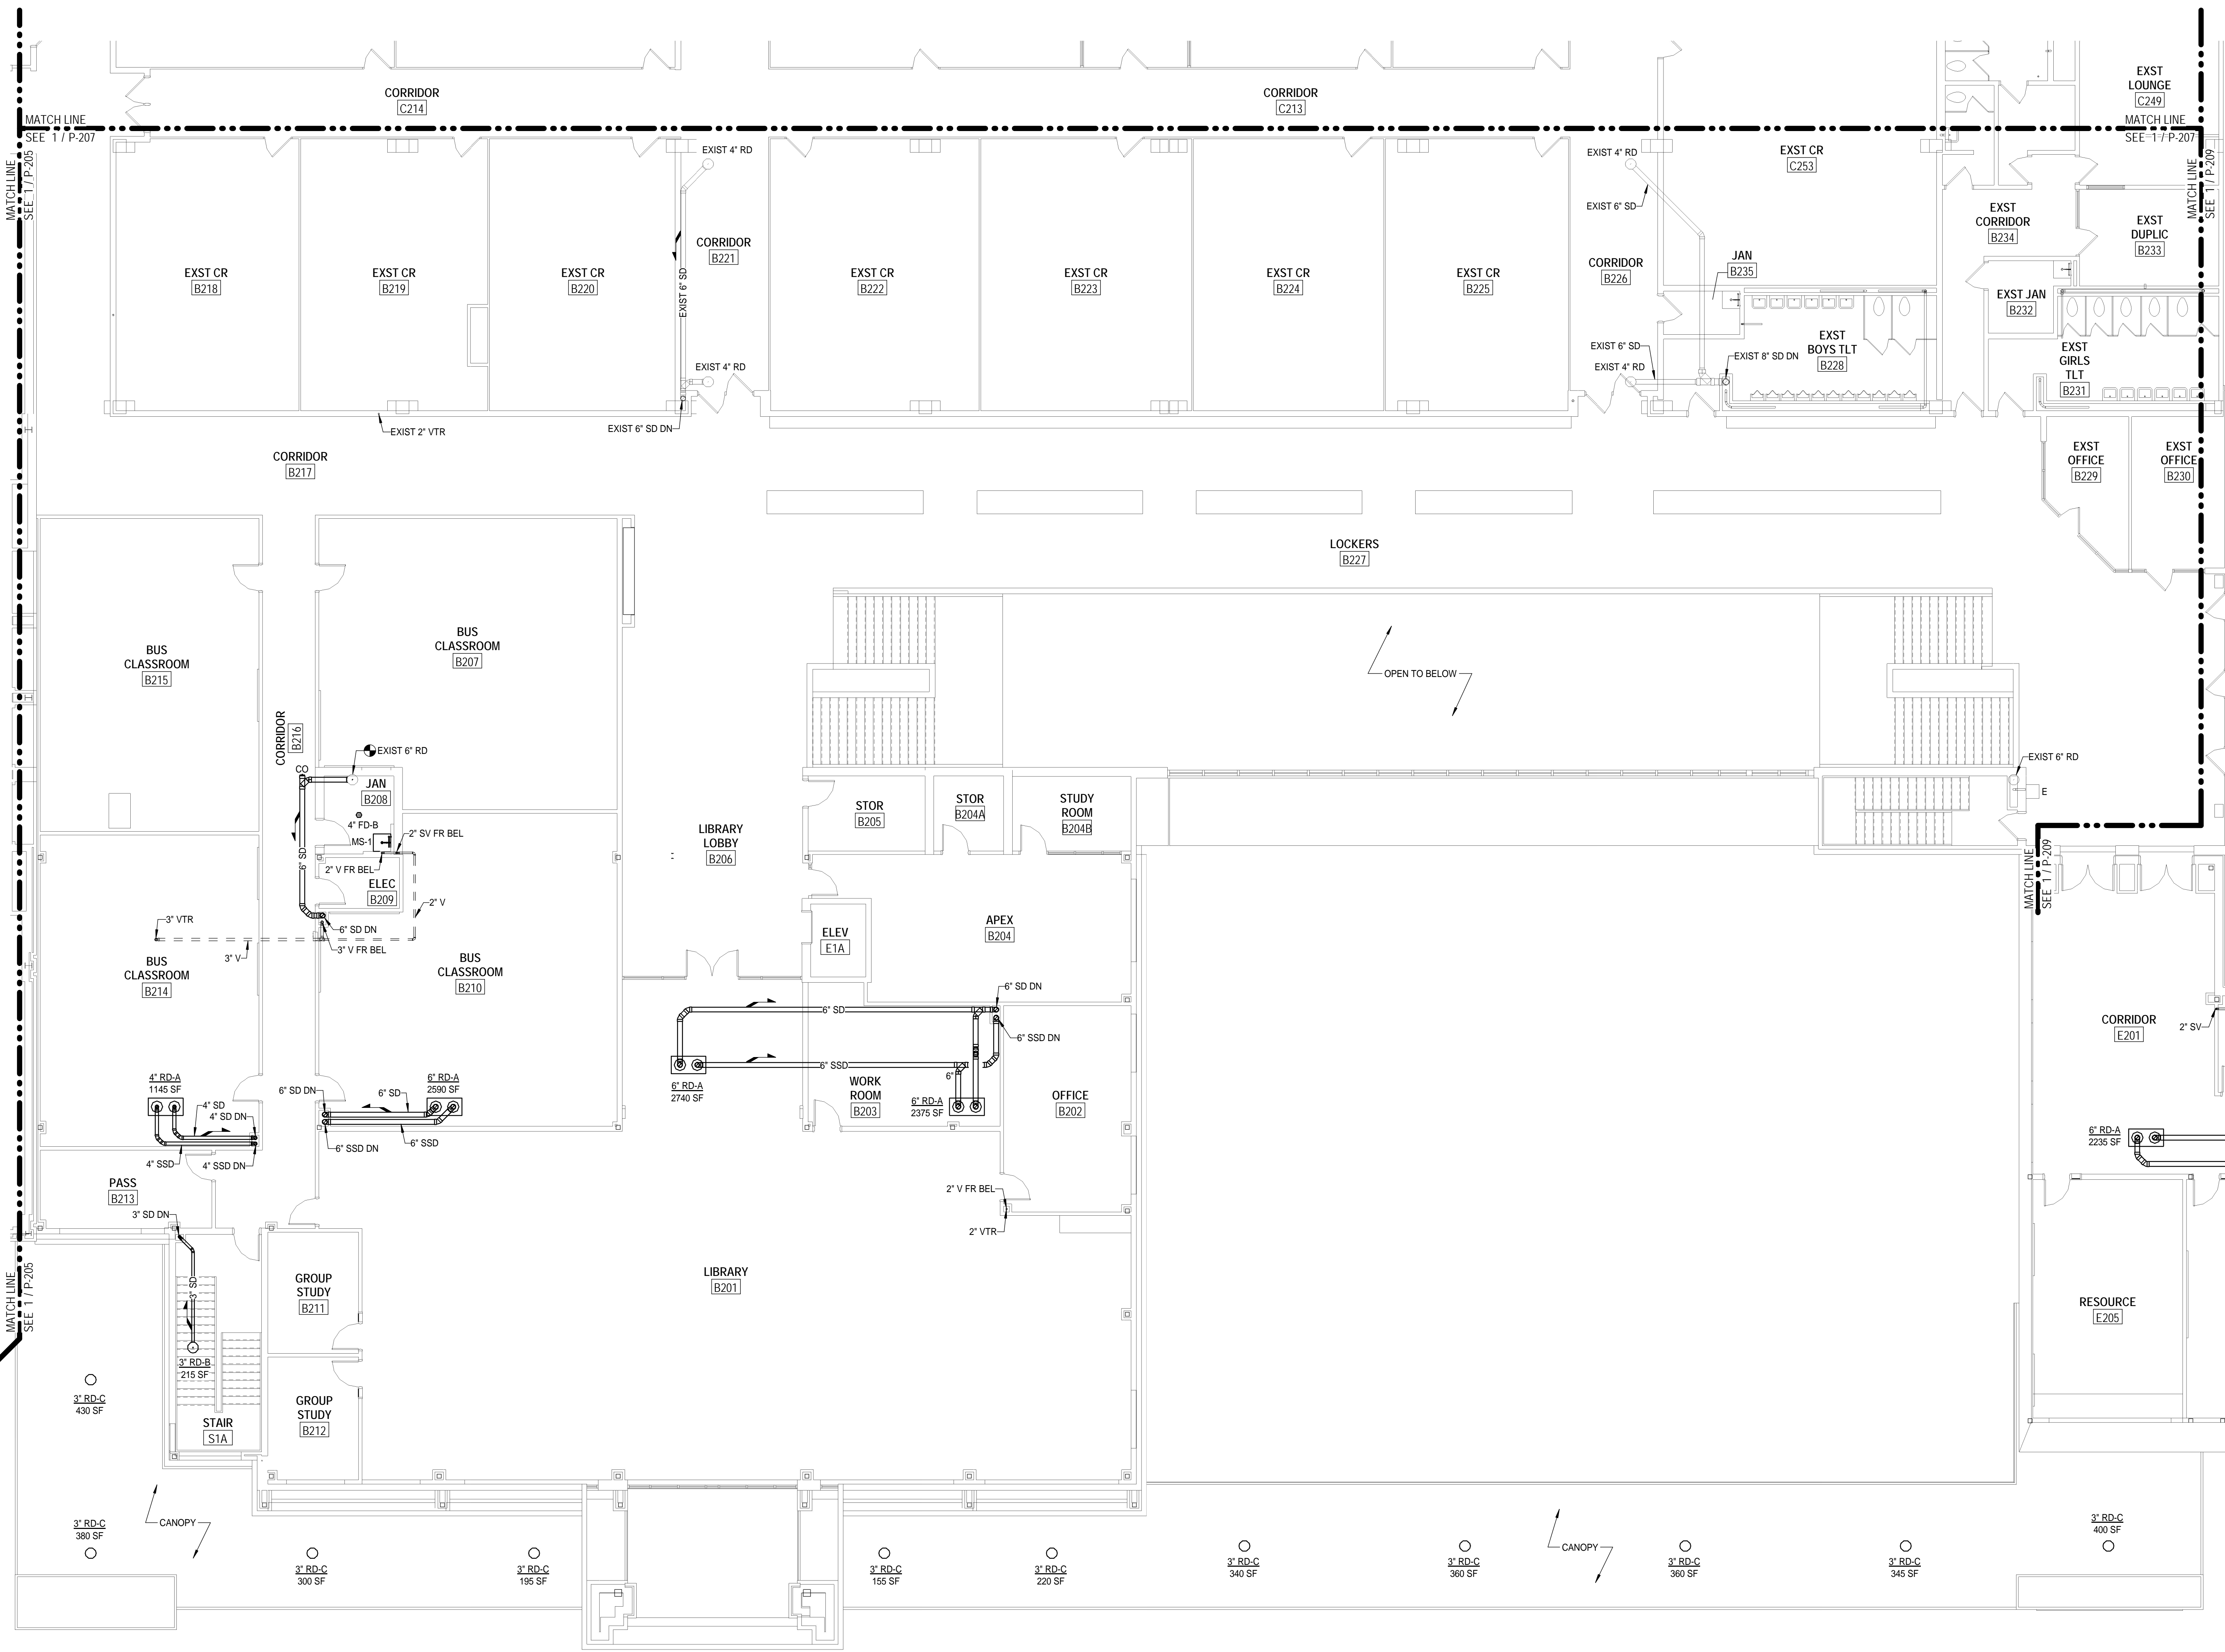 CORRIDOR
C214
CORRIDOR
C213
EXST
LOUNGE
C249
MATCH LINE
SEE 1 / P-207
MATCH LINE
SEE 1 / P-207
MATCH LINE
SEE 1 / P-205
MATCH LINE
SEE 1 / P-209
EXIST 4" RD
EXIST 4" RD
EXST CR
C253
EXIST 6" SD
EXST
CORRIDOR
B234
EXST
DUPLIC
B233
CORRIDOR
B221
EXIST 6" SD
EXST CR
B218
EXST CR
B219
EXST CR
B220
EXST CR
B222
EXST CR
B223
EXST CR
B224
EXST CR
B225
CORRIDOR
B226
JAN
B235
EXST JAN
B232
EXST
BOYS TLT
B228
EXST
GIRLS
TLT
B231
EXIST 6" SD
EXIST 4" RD
EXIST 8" SD DN
EXIST 4" RD
EXIST 2" VTR
EXIST 6" SD DN
CORRIDOR
B217
EXST
OFFICE
B229
EXST
OFFICE
B230
LOCKERS
B227
BUS
CLASSROOM
B215
BUS
CLASSROOM
B207
OPEN TO BELOW
CORRIDOR
B216
EXIST 6" RD
CO
JAN
B208
4" FD-B
MS-1
2" SV FR BEL
6" SD
2" V FR BEL
ELEC
B209
2" V
6" SD DN
3" V FR BEL
3" VTR
3" V
BUS
CLASSROOM
B214
BUS
CLASSROOM
B210
LIBRARY
LOBBY
B206
STOR
B205
STOR
B204A
STUDY
ROOM
B204B
EXIST 6" RD
E
MATCH LINE
SEE 1 / P-209
ELEV
E1A
APEX
B204
6" SD DN
6" SD
6" SSD DN
6" SSD
6"
6" RD-A
2740 SF
WORK
ROOM
B203
6" RD-A
2375 SF
OFFICE
B202
CORRIDOR
E201
2" SV
4" RD-A
1145 SF
4" SD
4" SD DN
4" SSD
4" SSD DN
6" SD DN
6" SD
6" RD-A
2590 SF
6" SSD DN
6" SSD
6" RD-A
2235 SF
PASS
B213
3" SD DN
3" SD
2" V FR BEL
2" VTR
MATCH LINE
SEE 1 / P-205
GROUP
STUDY
B211
LIBRARY
B201
RESOURCE
E205
3" RD-B
215 SF
3" RD-C
430 SF
STAIR
S1A
GROUP
STUDY
B212
3" RD-C
380 SF
CANOPY
3" RD-C
300 SF
3" RD-C
195 SF
3" RD-C
155 SF
3" RD-C
220 SF
3" RD-C
340 SF
3" RD-C
360 SF
CANOPY
3" RD-C
360 SF
3" RD-C
345 SF
3" RD-C
400 SF